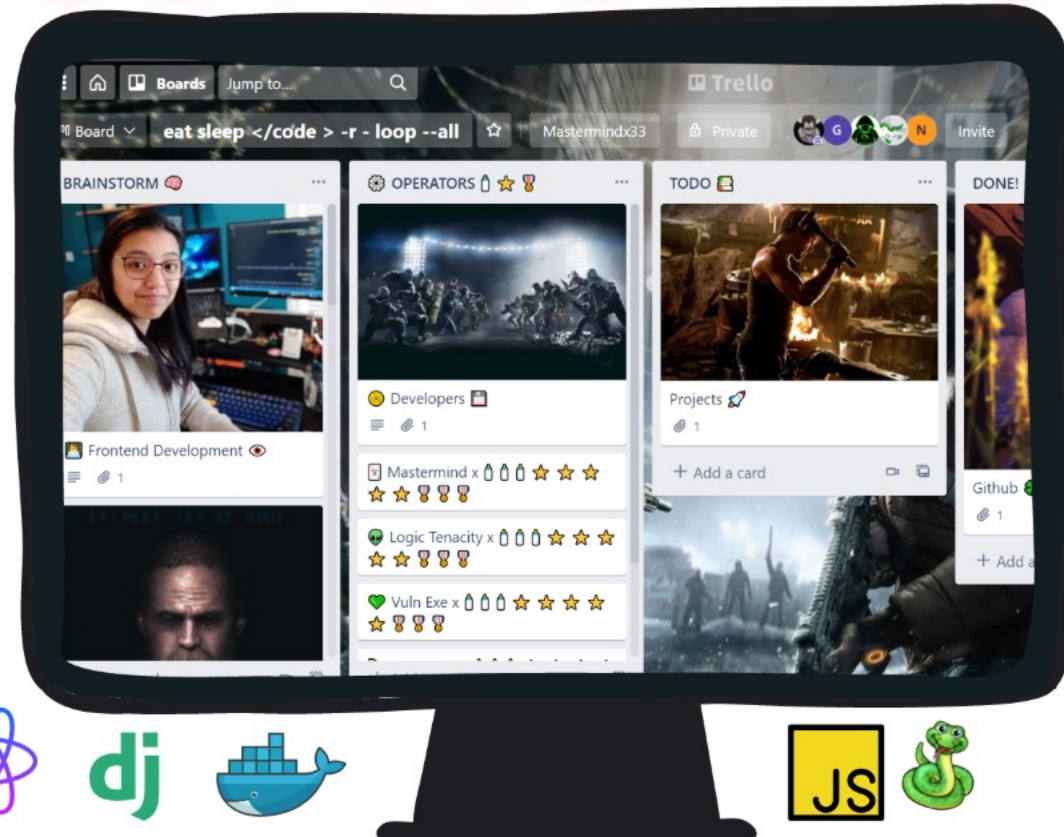 Boards Jump to...
Trello
Board eat sleep </code > -r - loop --all Mastermindx33 Private G N Invite
BRAINSTORM
Frontend Development
1
OPERATORS
Developers
1
Mastermind x
Logic Tenacity x
Vuln Exe x
TODO
Projects
1
+ Add a card
DONE!
Github
1
+ Add a
dj
JS